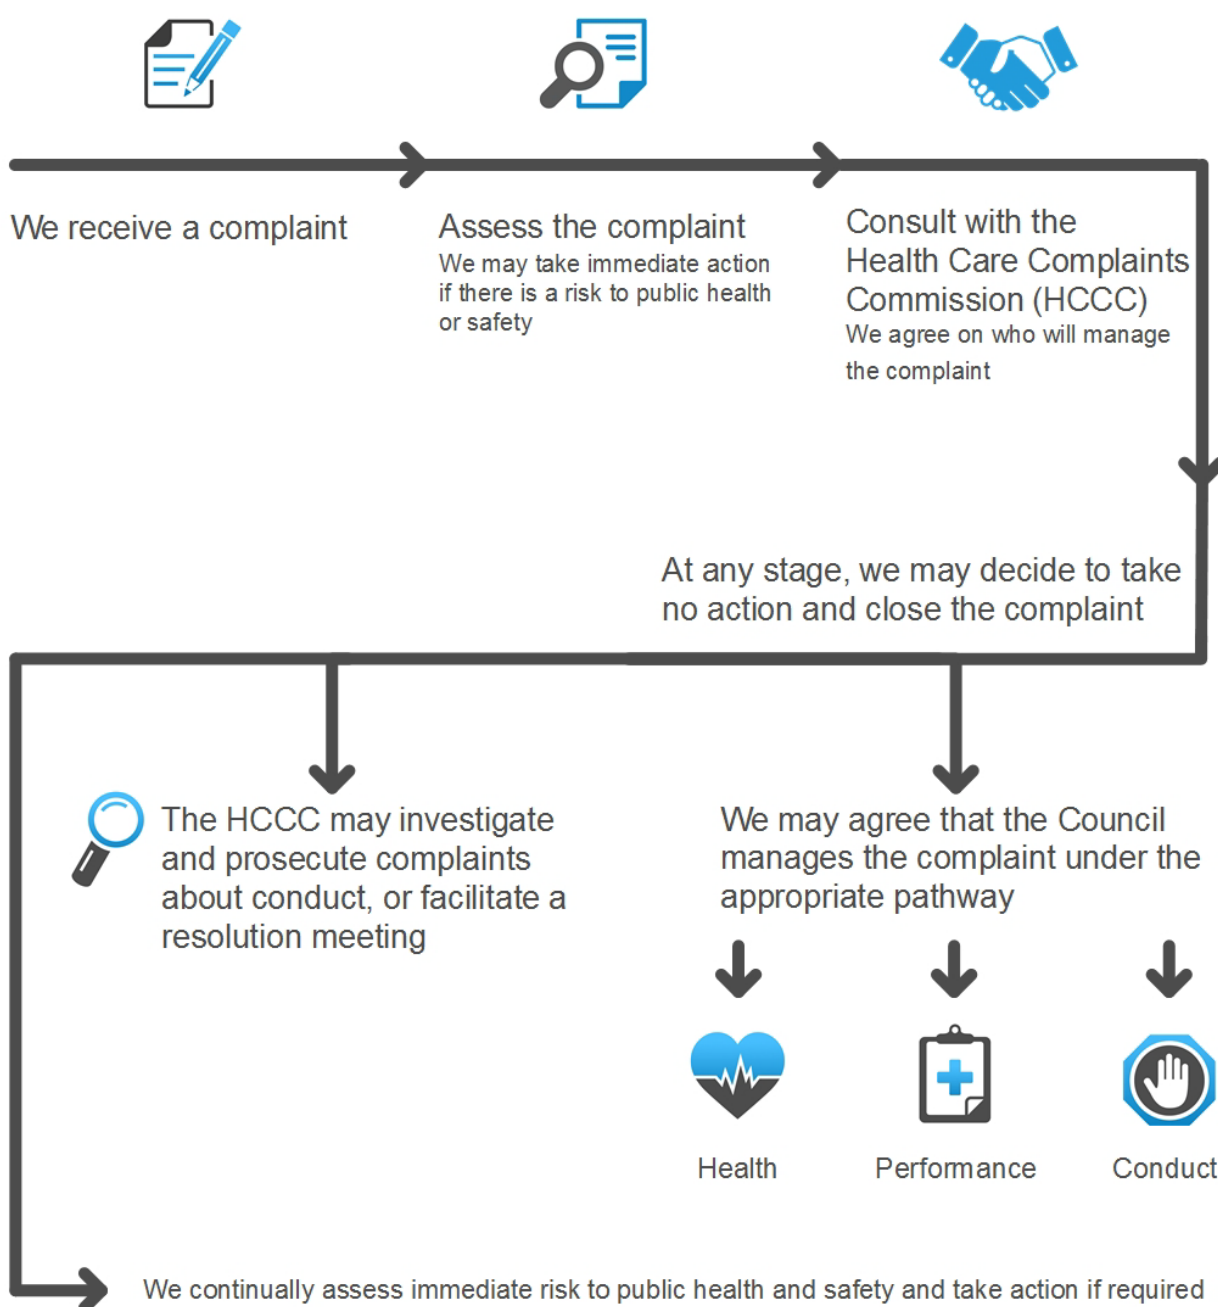 We receive a complaint
Assess the complaint
We may take immediate action
if there is a risk to public health
or safety
Consult with the
Health Care Complaints
Commission (HCCC)
We agree on who will manage
the complaint
At any stage, we may decide to take
no action and close the complaint
The HCCC may investigate
and prosecute complaints
about conduct, or facilitate a
resolution meeting
We may agree that the Council
manages the complaint under the
appropriate pathway
Health
Performance
Conduct
We continually assess immediate risk to public health and safety and take action if required